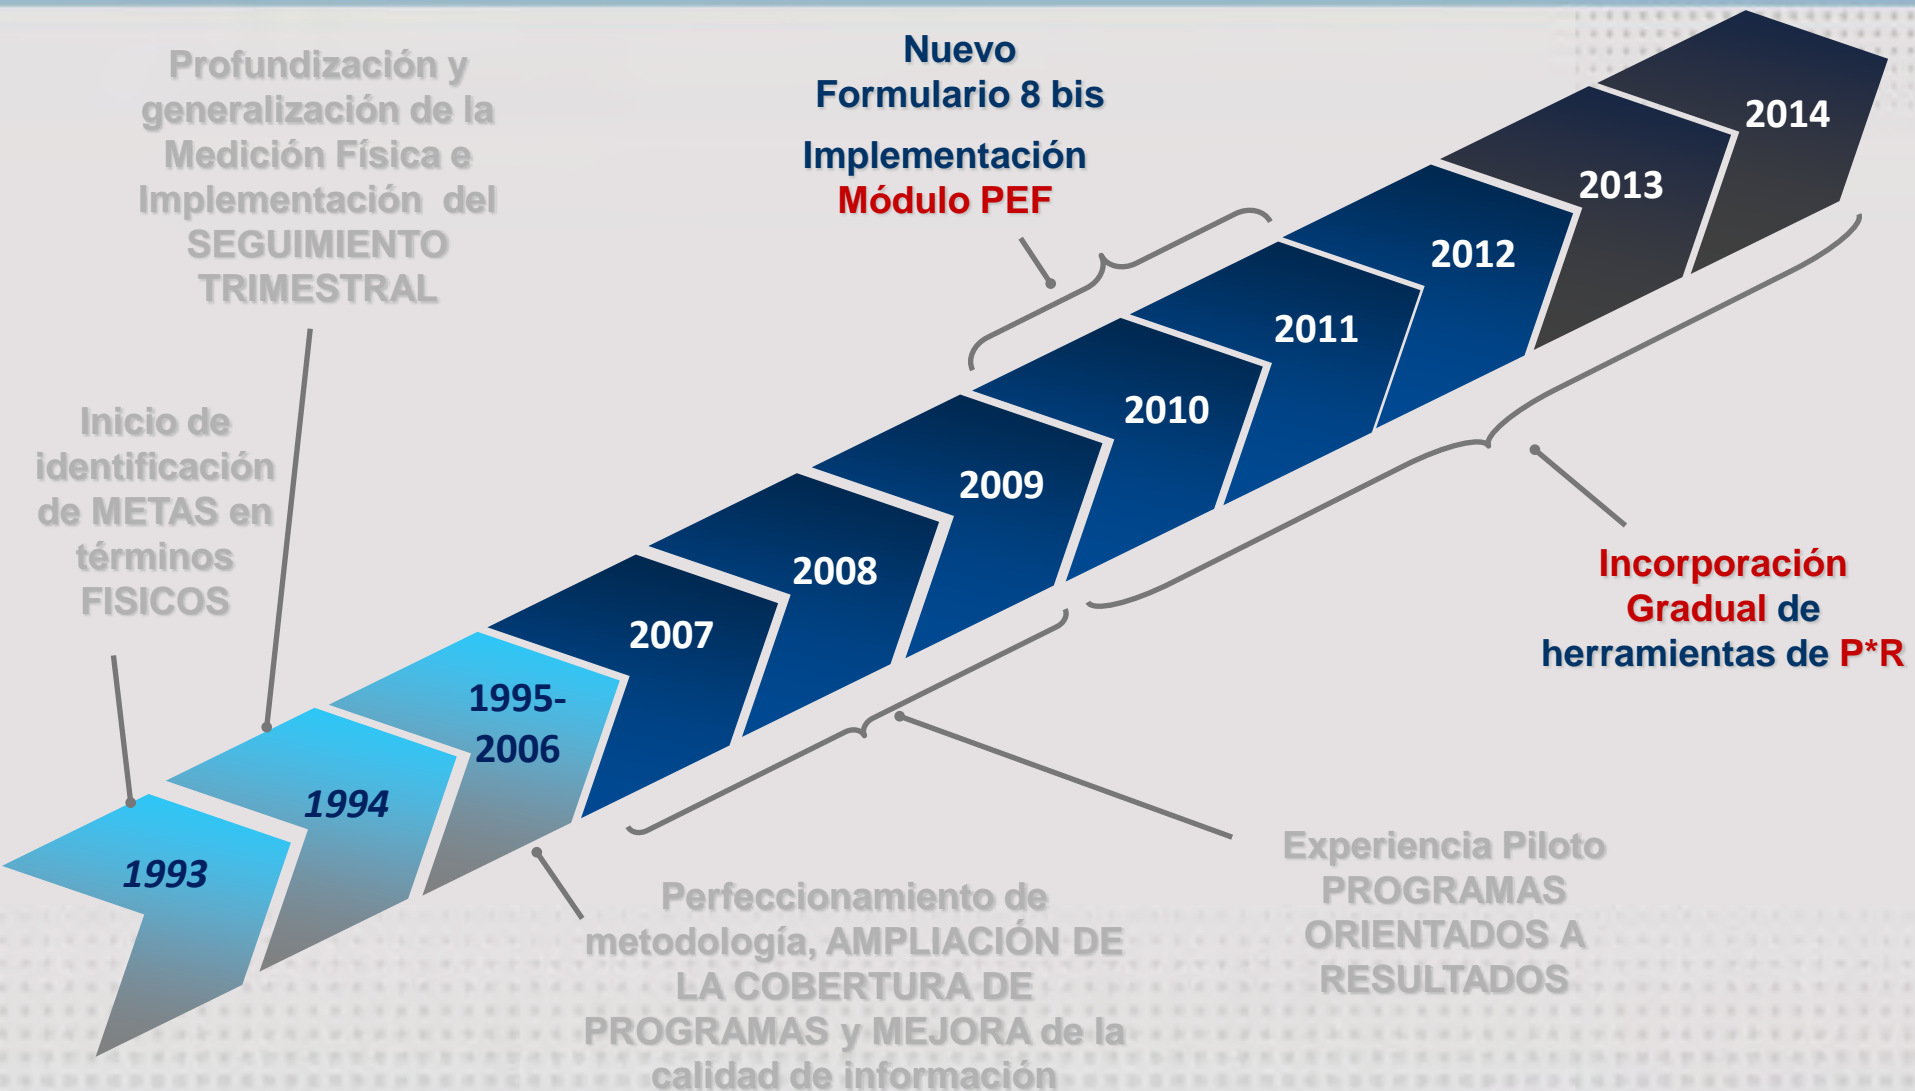 Profundización y
generalización de la
Medición Física e
Implementación del
SEGUIMIENTO
TRIMESTRAL
Nuevo
Formulario 8 bis
Implementación
Módulo PEF
Inicio de
identificación
de METAS en
términos
FISICOS
1993
1994
1995-
2006
2007
2008
2009
2010
2011
2012
2013
2014
Incorporación
Gradual de
herramientas de P*R
Perfeccionamiento de
metodología, AMPLIACIÓN DE
LA COBERTURA DE
PROGRAMAS y MEJORA de la
calidad de información
Experiencia Piloto
PROGRAMAS
ORIENTADOS A
RESULTADOS